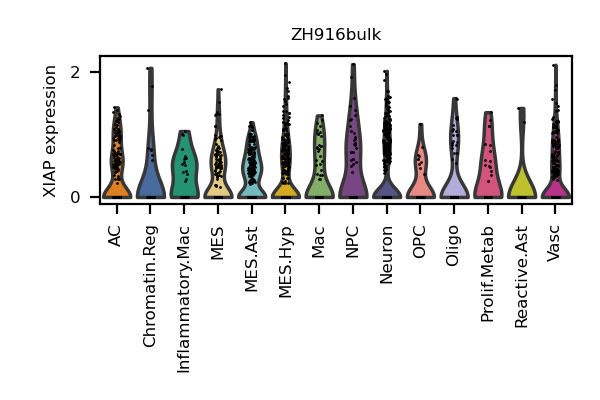 ZH916bulk
XIAP expression
2
0
AC
Chromatin.Reg
Inflammatory.Mac
MES
MES.Ast
MES.Hyp
Mac
NPC
Neuron
OPC
Oligo
Prolif.Metab
Reactive.Ast
Vasc